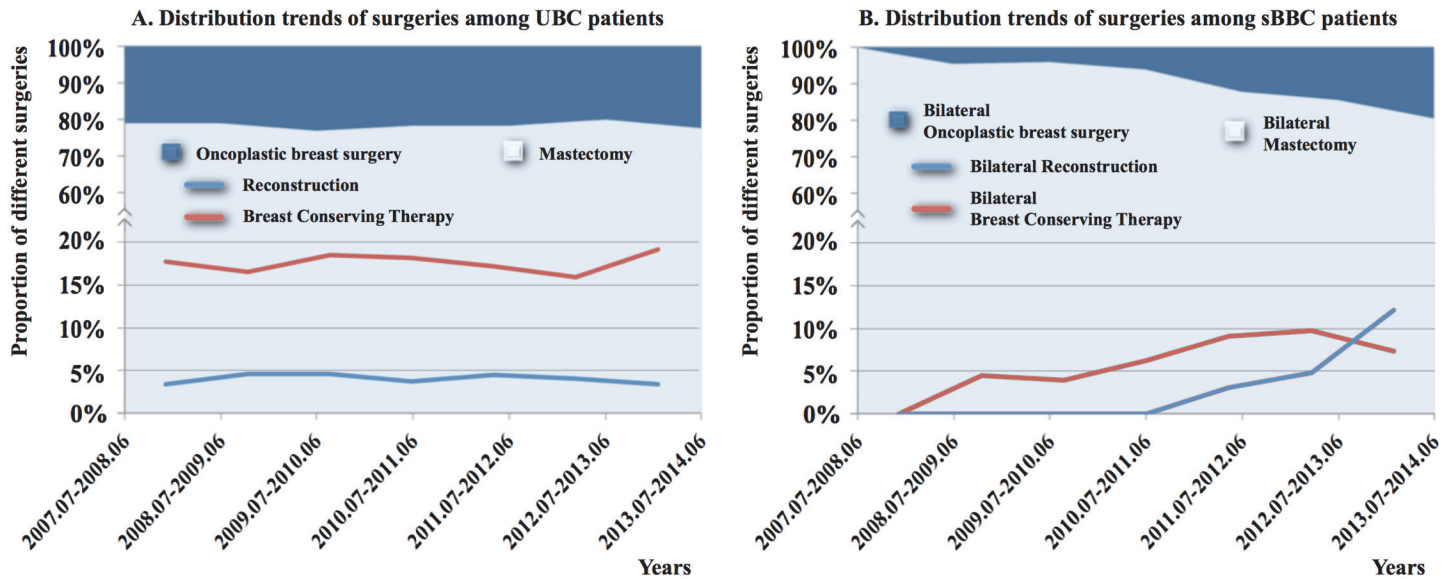 A. Distribution trends of surgeries among UBC patients
Proportion of different surgeries
100%
90%
80%
70%
60%
20%
15%
10%
5%
0%
Oncoplastic breast surgery
Mastectomy
Reconstruction
Breast Conserving Therapy
2007.07-2008.06
2008.07-2009.06
2009.07-2010.06
2010.07-2011.06
2011.07-2012.06
2012.07-2013.06
2013.07-2014.06
Years
B. Distribution trends of surgeries among sBBC patients
Proportion of different surgeries
100%
90%
80%
70%
60%
20%
15%
10%
5%
0%
Bilateral
Oncoplastic breast surgery
Bilateral
Mastectomy
Bilateral Reconstruction
Bilateral
Breast Conserving Therapy
2007.07-2008.06
2008.07-2009.06
2009.07-2010.06
2010.07-2011.06
2011.07-2012.06
2012.07-2013.06
2013.07-2014.06
Years